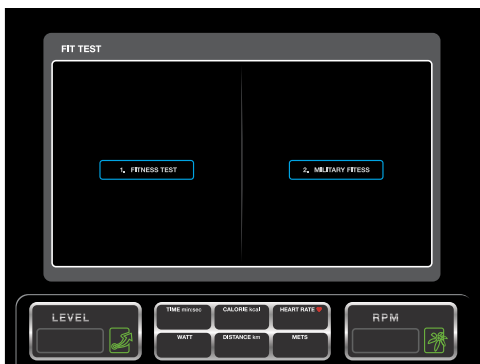 FIT TEST
1. FITNESS TEST
2. MILITARY FITESS
LEVEL
TIME min:sec
CALORIE kcal
HEART RATE
WATT
DISTANCE km
METS
RPM